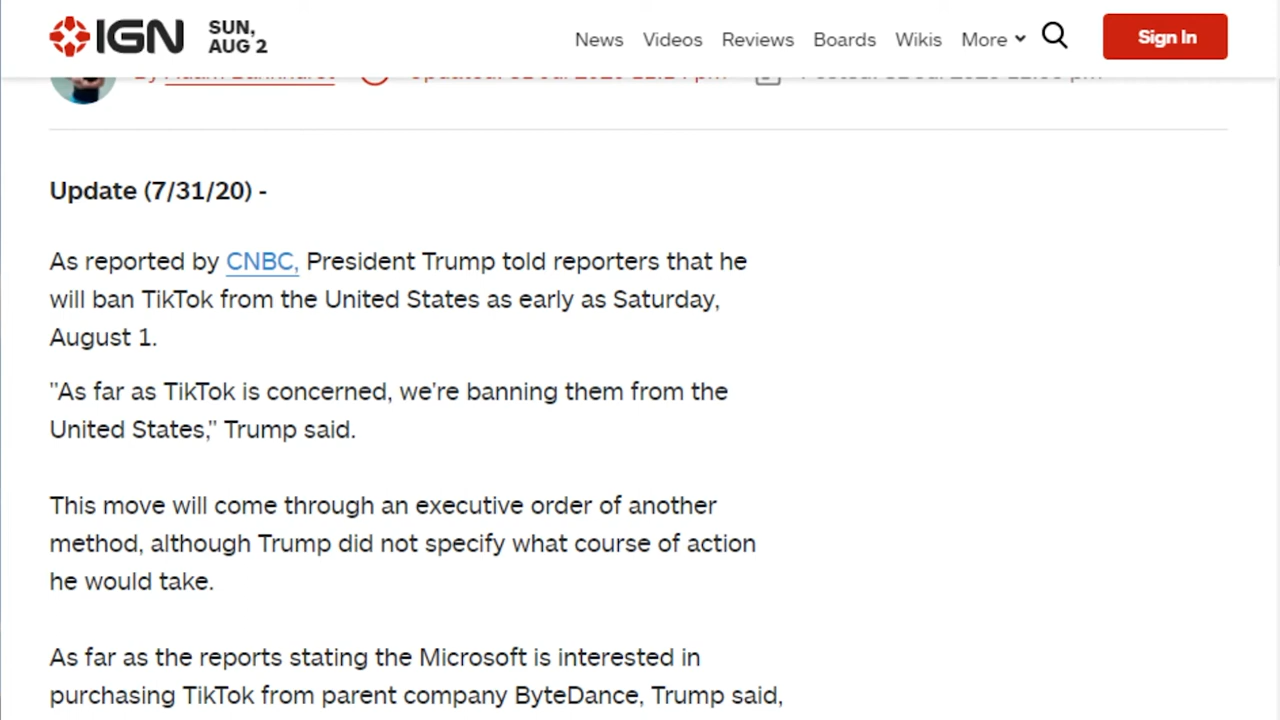 IGN
SUN,
AUG 2
News Videos Reviews Boards Wikis More Sign In
By
Update (7/31/20) -
As reported by CNBC, President Trump told reporters that he
will ban TikTok from the United States as early as Saturday,
August 1.
"As far as TikTok is concerned, we're banning them from the
United States," Trump said.
This move will come through an executive order of another
method, although Trump did not specify what course of action
he would take.
As far as the reports stating the Microsoft is interested in
purchasing TikTok from parent company ByteDance, Trump said,